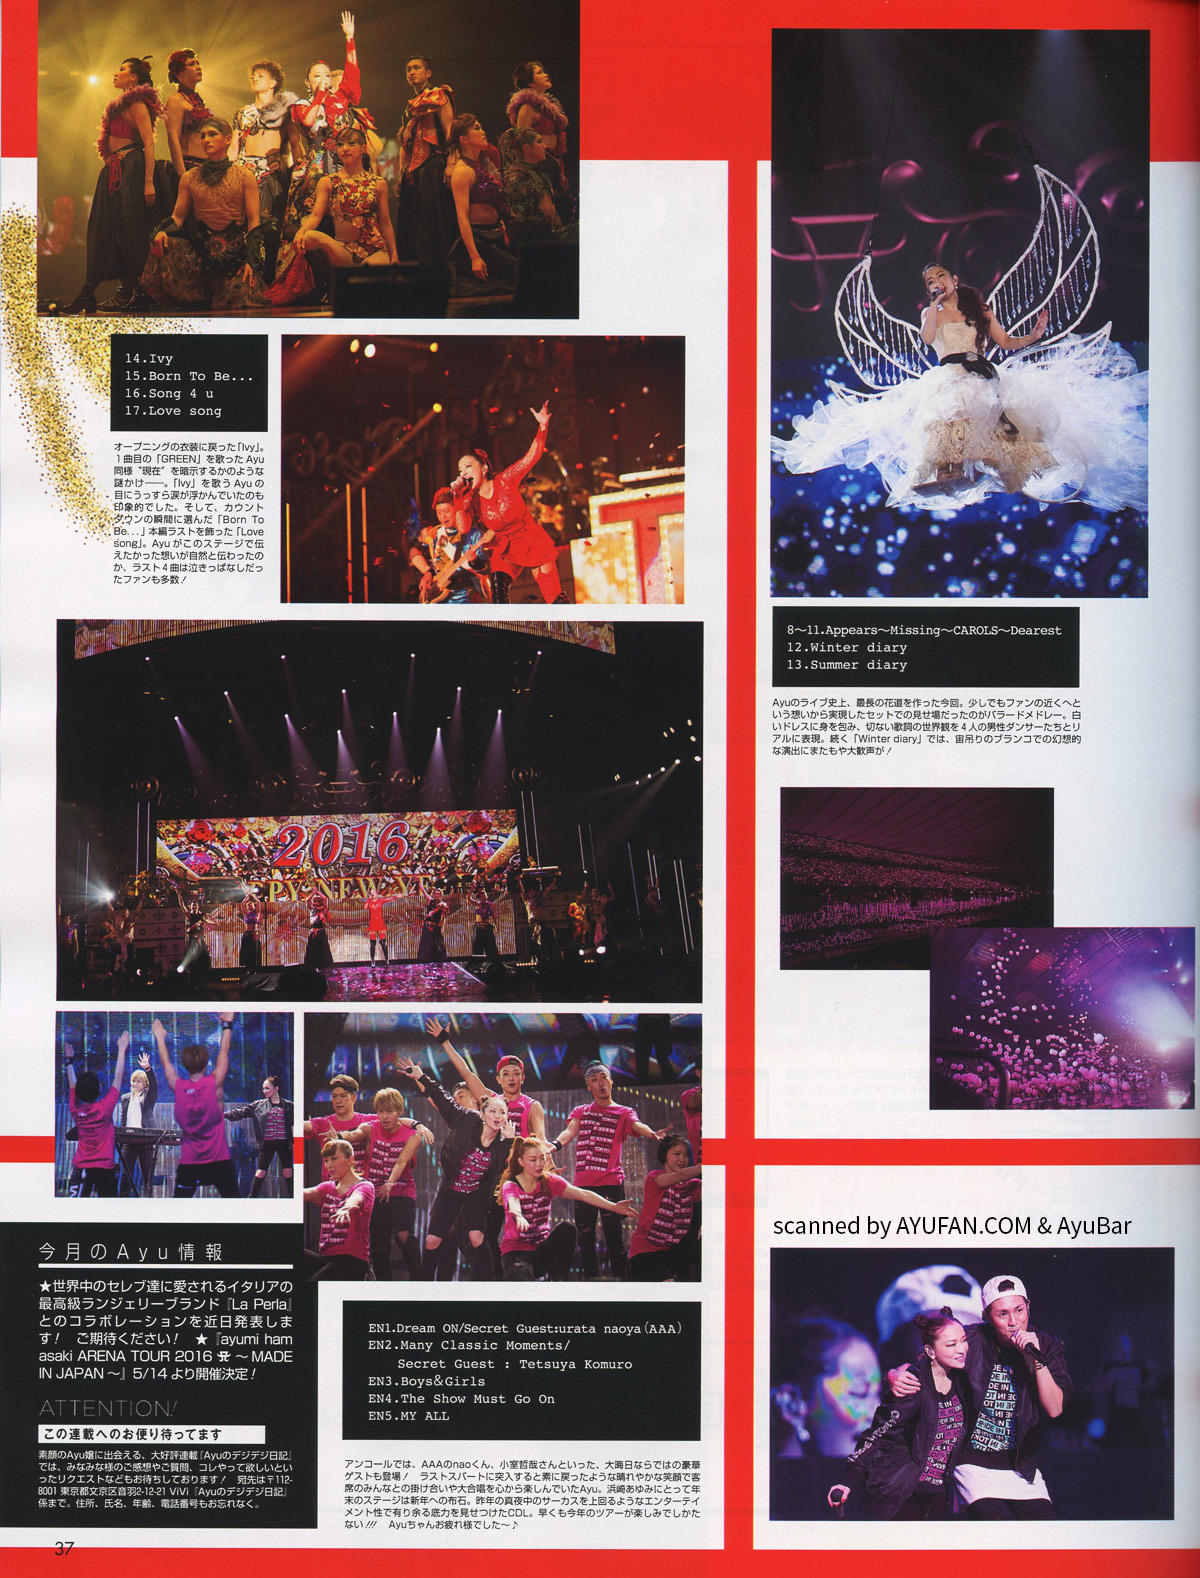 14.Ivy
15.Born To Be...
16.Song 4 u
17.Love song
オープニングの衣装に戻った「Ivy」。
1曲目の「GREEN」を歌ったAyu
同様〝現在〟を暗示するかのような
謎かけ——。「Ivy」を歌うAyuの
目にうっすら涙が浮かんでいたのも
印象的でした。そして、カウント
ダウンの瞬間に選んだ「Born To
Be...」本編ラストを飾った「Love
song」。Ayuがこのステージで伝
えたかった想いが自然と伝わったの
か、ラスト4曲は泣きっぱなしだっ
たファンも多数！
8〜11.Appears〜Missing〜CAROLS〜Dearest
12.Winter diary
13.Summer diary
Ayuのライブ史上、最長の花道を作った今回。少しでもファンの近くへと
いう想いから実現したセットでの見せ場だったのがバラードメドレー。白
いドレスに身を包み、切ない歌詞の世界観を4人の男性ダンサーたちとリ
アルに表現。続く「Winter diary」では、宙吊りのブランコでの幻想的
な演出にまたもや大歓声が！
2016
PY NEW YE
今月のAyu情報
★世界中のセレブ達に愛されるイタリアの
最高級ランジェリーブランド『La Perla』
とのコラボレーションを近日発表しま
す！　ご期待ください！　★『ayumi ham
asaki ARENA TOUR 2016 A 〜MADE
IN JAPAN〜』5/14より開催決定！
ATTENTION!
この連載へのお便り待ってます
素顔のAyu嬢に出会える、大好評連載『Ayuのデジデジ日記』
では、みなみな様のご感想やご質問、コレやって欲しいとい
ったリクエストなどもお待ちしております！　宛先は〒112-
8001 東京都文京区音羽2-12-21 ViVi『Ayuのデジデジ日記』
係まで。住所、氏名、年齢、電話番号もお忘れなく。
EN1.Dream ON/Secret Guest:urata naoya(AAA)
EN2.Many Classic Moments/
Secret Guest : Tetsuya Komuro
EN3.Boys&Girls
EN4.The Show Must Go On
EN5.MY ALL
アンコールでは、AAAのnaoくん、小室哲哉さんといった、大晦日ならではの豪華
ゲストも登場！　ラストスパートに突入すると素に戻ったような晴れやかな笑顔で客
席のみんなとの掛け合いや大合唱を心から楽しんでいたAyu。浜崎あゆみにとって年
末のステージは新年への布石。昨年の真夜中のサーカスを上回るようなエンターテイ
メント性で有り余る底力を見せつけたCDL。早くも今年のツアーが楽しみでしかた
ない!!!　Ayuちゃんお疲れ様でした〜♪
scanned by AYUFAN.COM & AyuBar
37